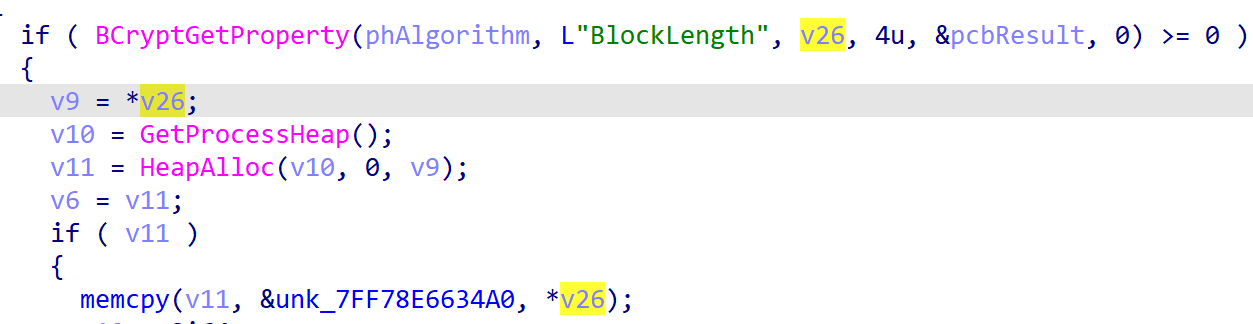 if ( BCryptGetProperty(phAlgorithm, L"BlockLength", v26, 4u, &pcbResult, 0) >= 0 )
{
v9 = *v26;
v10 = GetProcessHeap();
v11 = HeapAlloc(v10, 0, v9);
v6 = v11;
if ( v11 )
{
memcpy(v11, &unk_7FF78E6634A0, *v26);